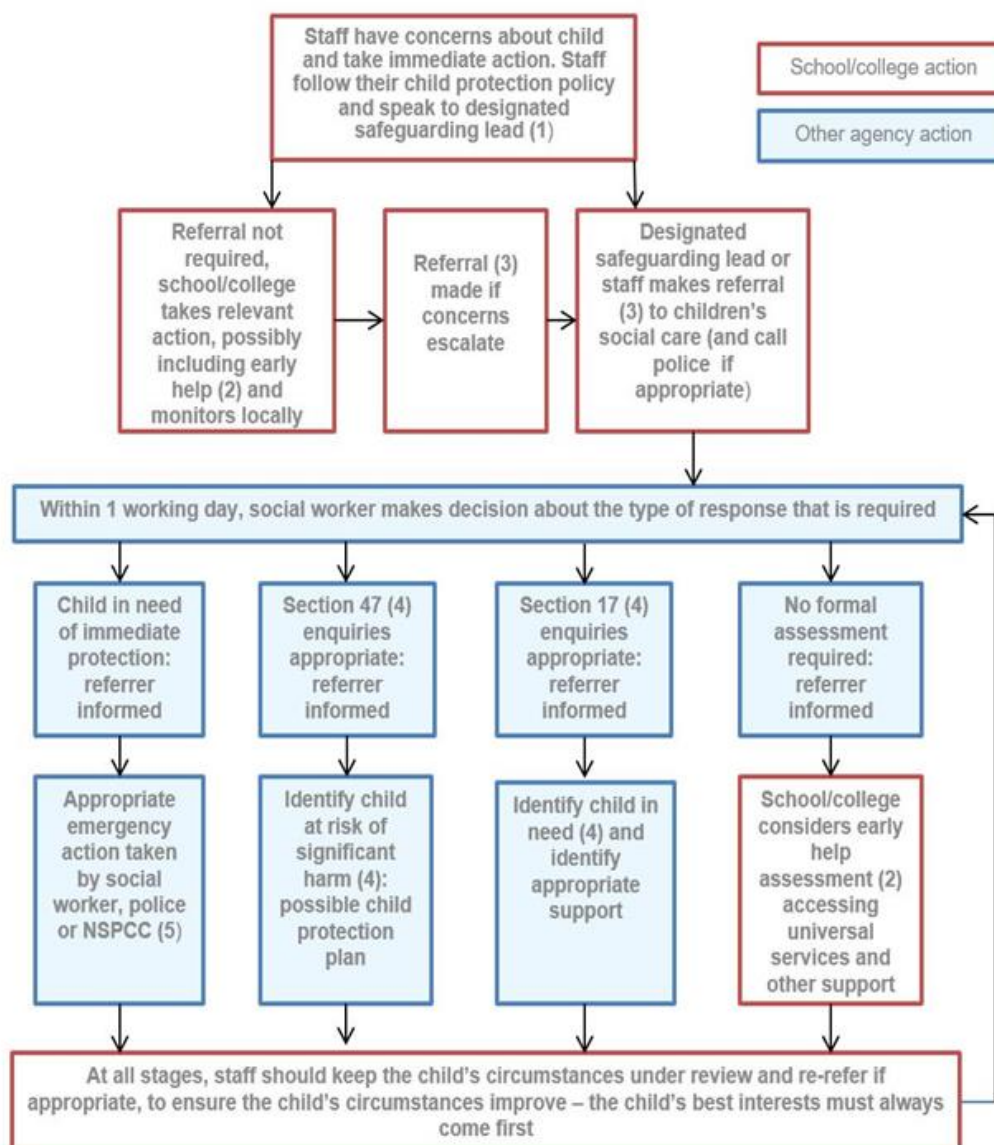 Staff have concerns about child
and take immediate action. Staff
follow their child protection policy
and speak to designated
safeguarding lead (1)
School/college action
Other agency action
Referral not
required,
school/college
takes relevant
action, possibly
including early
help (2) and
monitors locally
Referral (3)
made if
concerns
escalate
Designated
safeguarding lead or
staff makes referral
(3) to children's
social care (and call
police if
appropriate)
Within 1 working day, social worker makes decision about the type of response that is required
Child in need
of immediate
protection:
referrer
informed
Section 47 (4)
enquiries
appropriate:
referrer
informed
Section 17 (4)
enquiries
appropriate:
referrer
informed
No formal
assessment
required:
referrer
informed
Appropriate
emergency
action taken
by social
worker, police
or NSPCC (5)
Identify child
at risk of
significant
harm (4):
possible child
protection
plan
Identify child in
need (4) and
identify
appropriate
support
School/college
considers early
help
assessment (2)
accessing
universal
services and
other support
At all stages, staff should keep the child's circumstances under review and re-refer if
appropriate, to ensure the child's circumstances improve – the child's best interests must always
come first